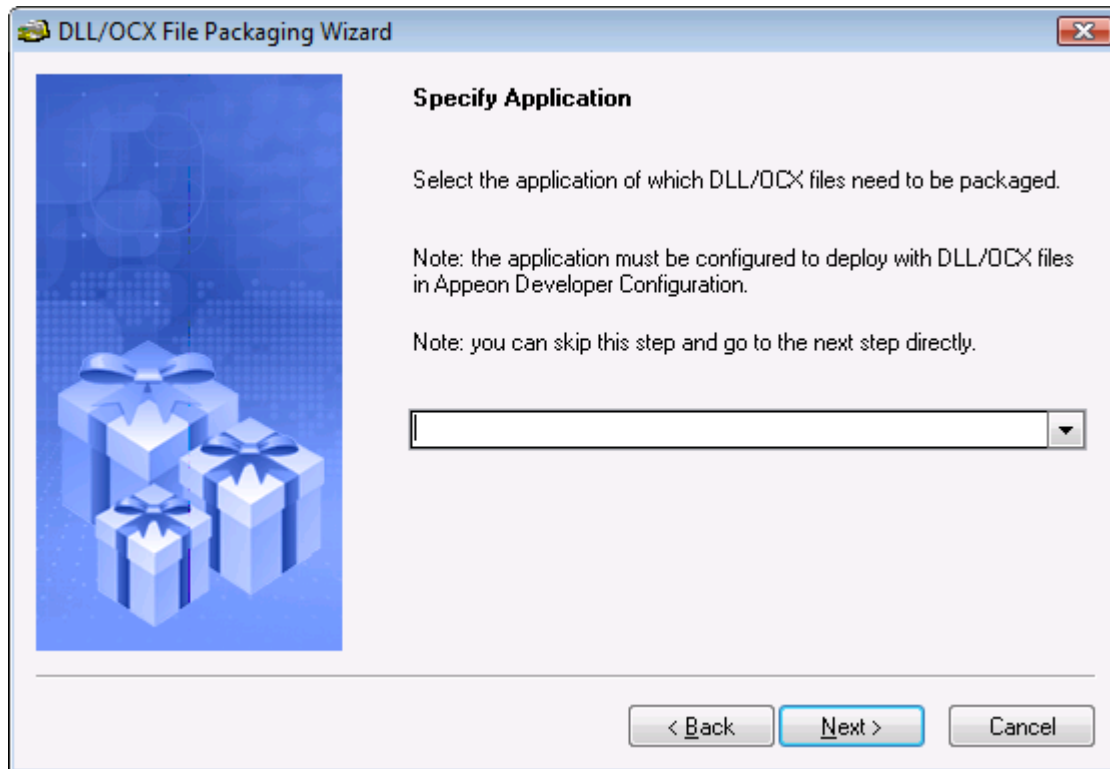 DLL/OCX File Packaging Wizard
Specify Application
Select the application of which DLL/OCX files need to be packaged.
Note: the application must be configured to deploy with DLL/OCX files
in Appeon Developer Configuration.
Note: you can skip this step and go to the next step directly.
< Back
Next >
Cancel